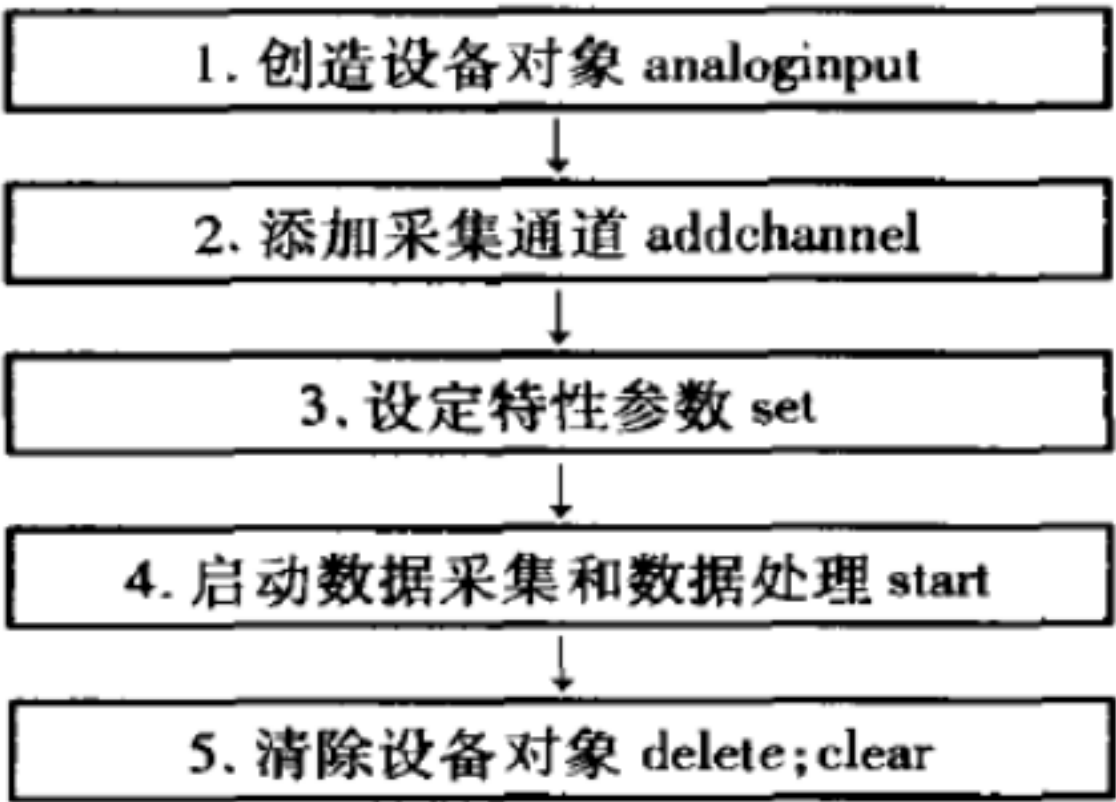 1. 创造设备对象 analoginput
2、添加采集通道 addchannel
3、设定特性参数 set
4. 启动数据采集和数据处理 start
5、清除设备对象 delete;clear